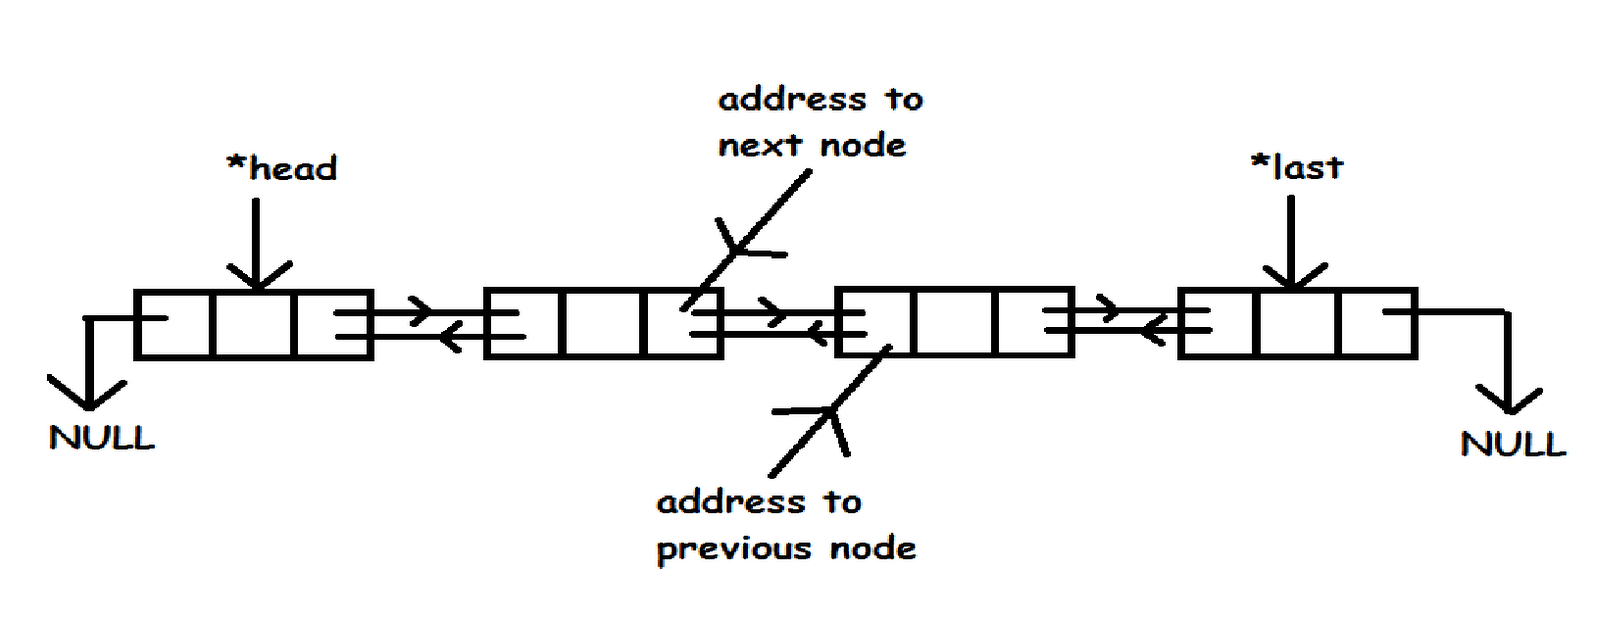 address to
next node
*head
*last
NULL
NULL
address to
previous node